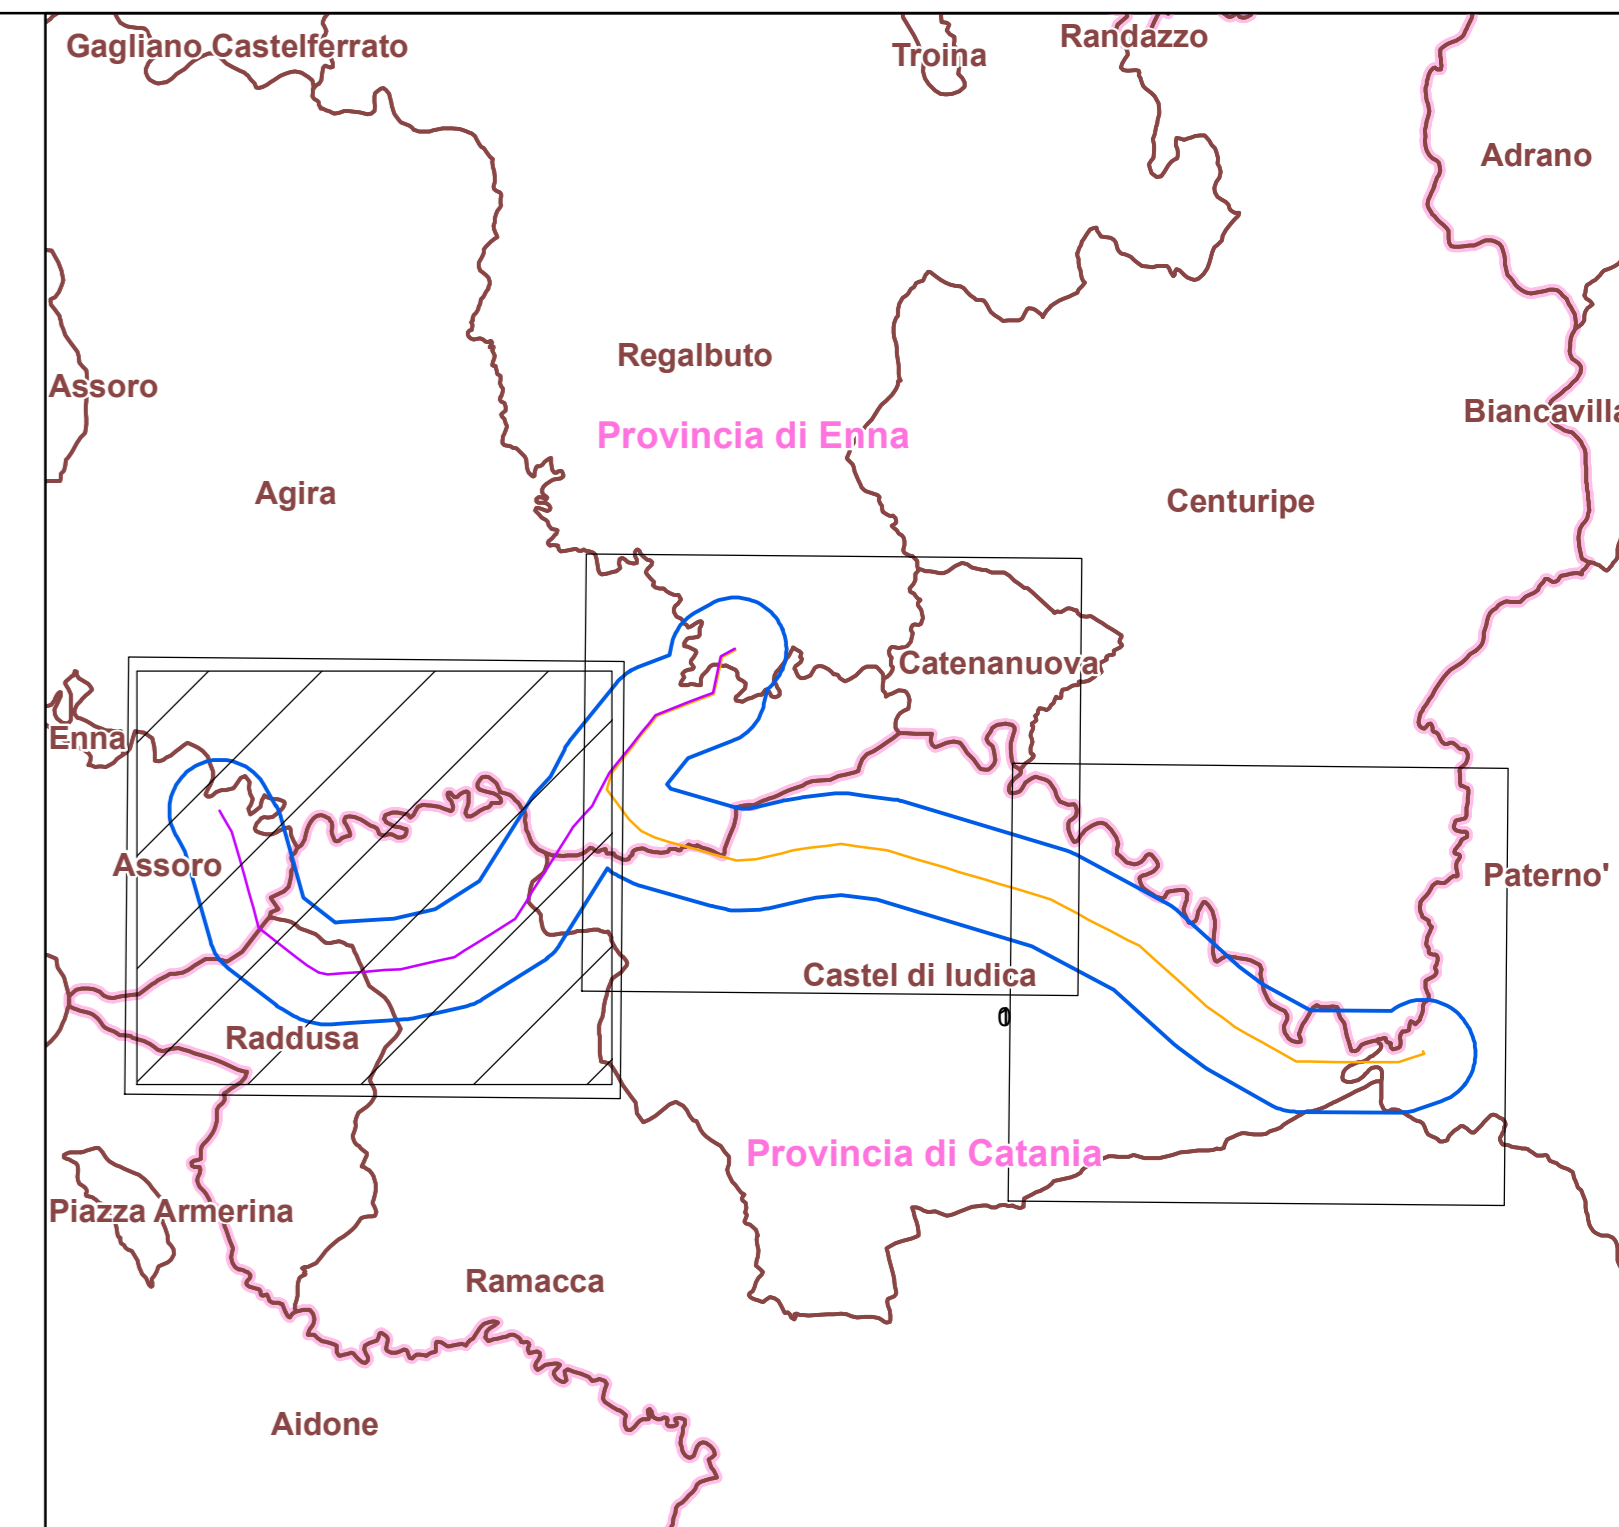 Gagliano Castelferrato
Troina
Randazzo
Adrano
Regalbuto
Assoro
Biancavilla
Provincia di Enna
Agira
Centuripe
Catenanuova
Enna
Assoro
Paterno'
Castel di Iudica
Raddusa
Provincia di Catania
Piazza Armerina
Ramacca
Aidone